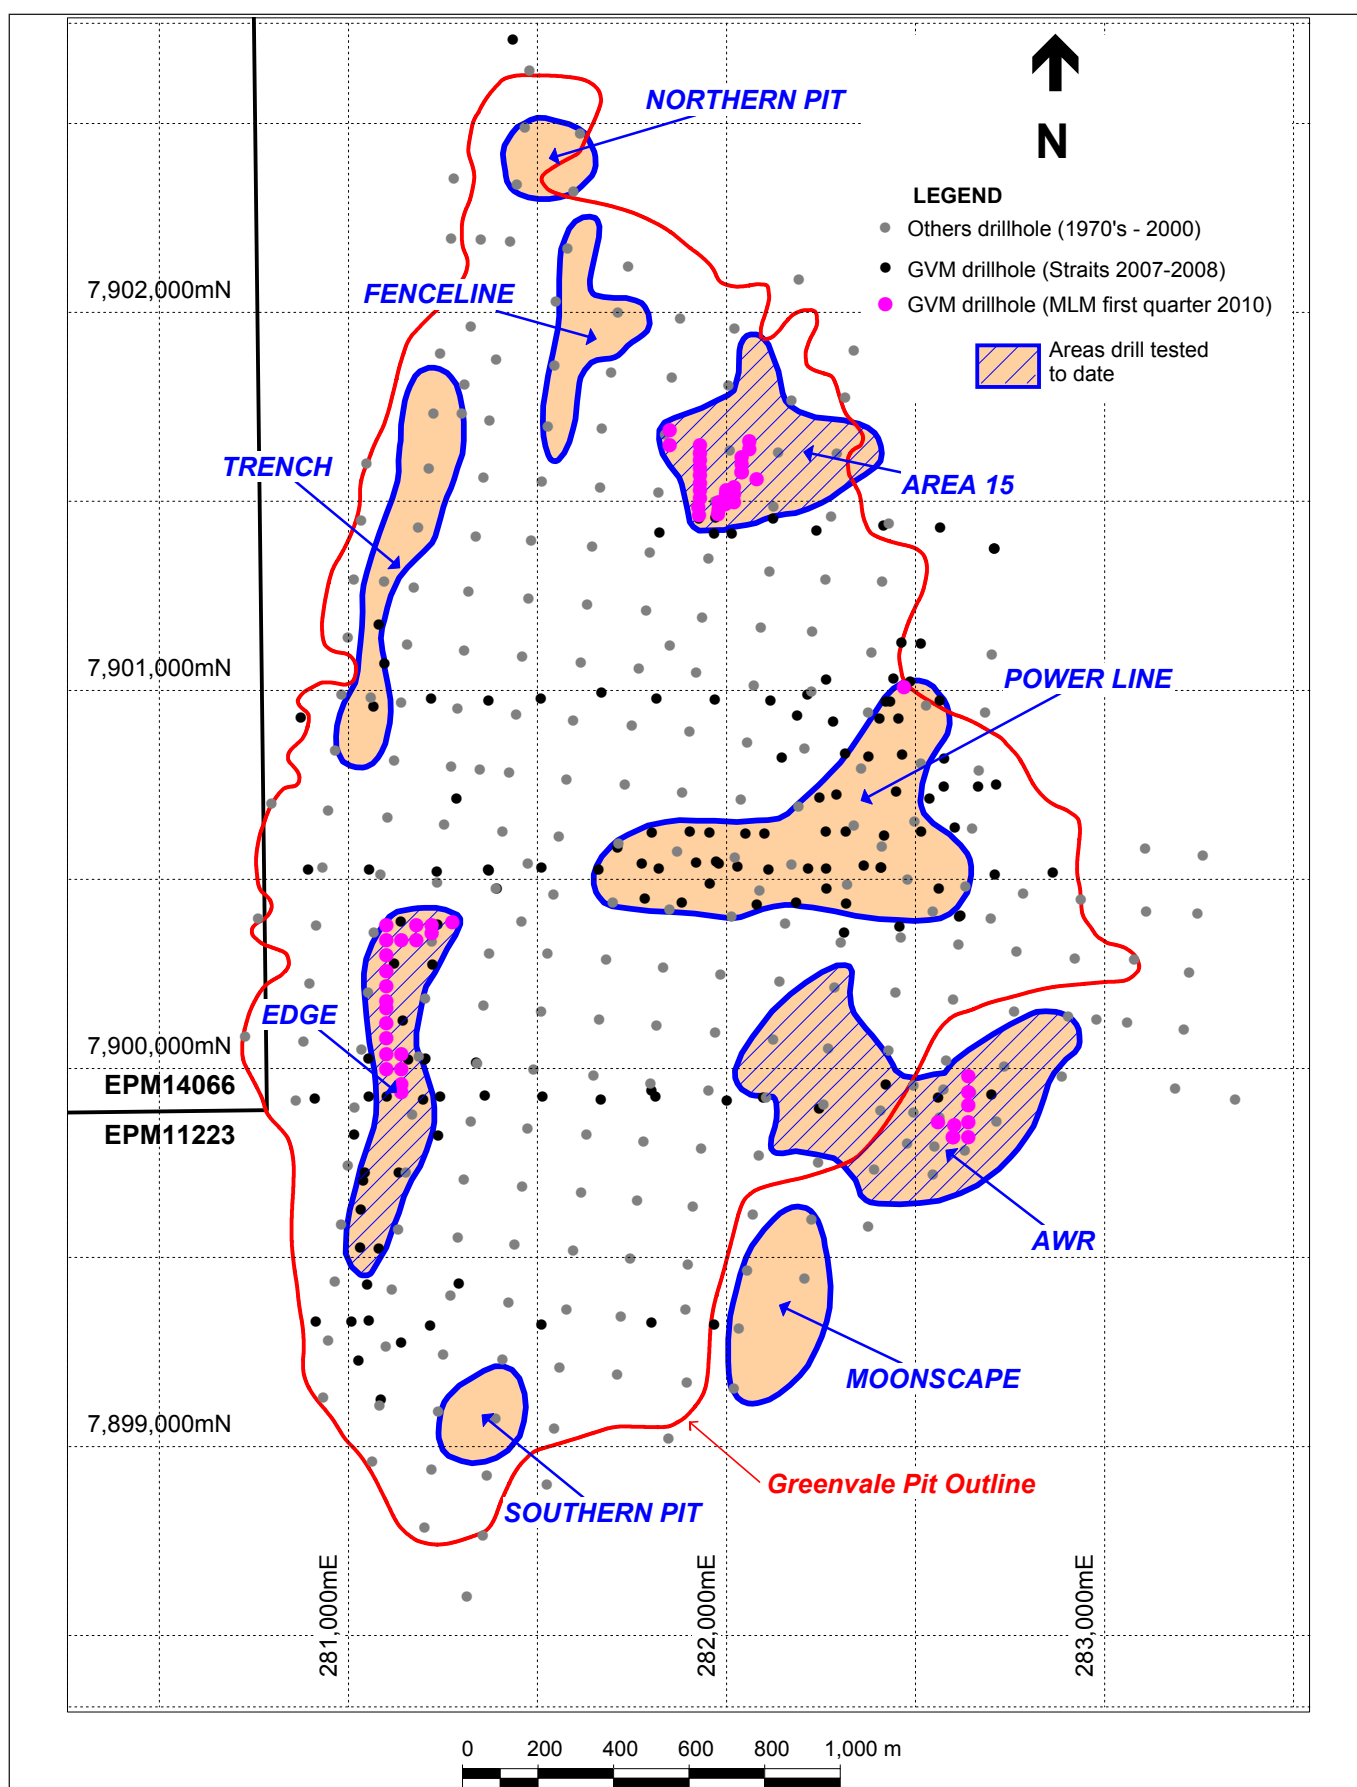 NORTHERN PIT
N
LEGEND
Others drillhole (1970's - 2000)
GVM drillhole (Straits 2007-2008)
GVM drillhole (MLM first quarter 2010)
Areas drill tested
to date
7,902,000mN
FENCELINE
TRENCH
AREA 15
7,901,000mN
POWER LINE
EDGE
7,900,000mN
EPM14066
EPM11223
AWR
MOONSCAPE
7,899,000mN
Greenvale Pit Outline
SOUTHERN PIT
281,000mE
282,000mE
283,000mE
0 200 400 600 800 1,000 m